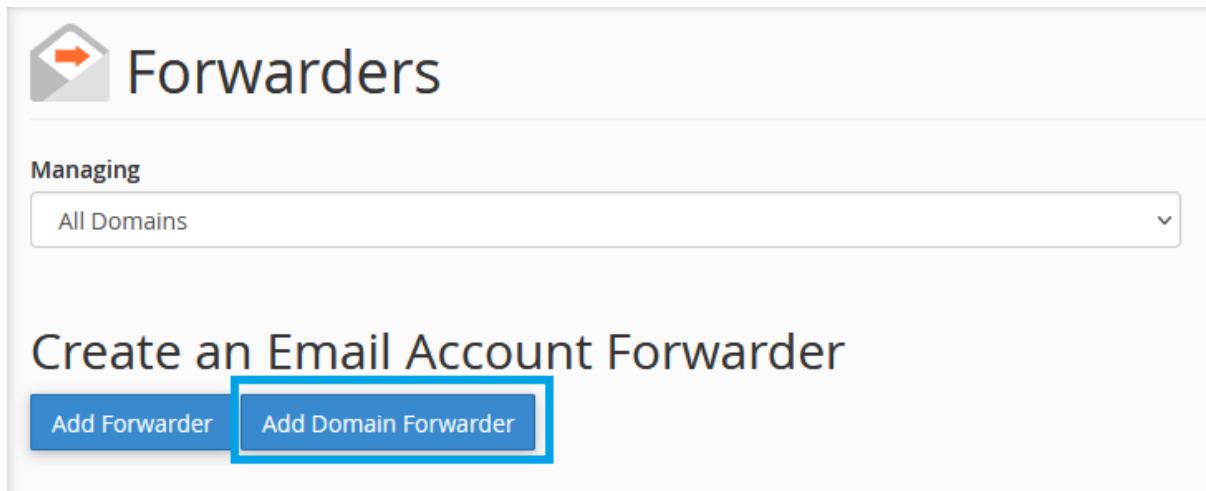 Forwarders
Managing
All Domains
Create an Email Account Forwarder
Add Forwarder Add Domain Forwarder